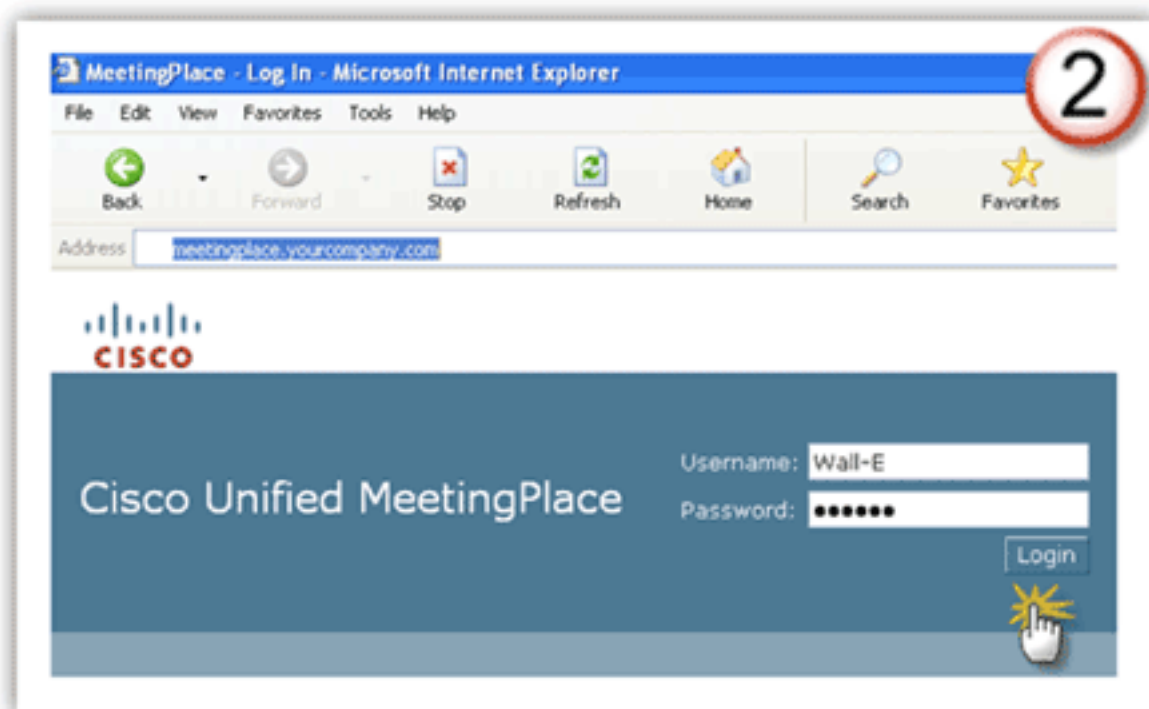 MeetingPlace - Log In - Microsoft Internet Explorer
2
File Edit View Favorites Tools Help
Back Forward Stop Refresh Home Search Favorites
Address meetingplace.yourcompany.com
CISCO
Cisco Unified MeetingPlace
Username: Wall-E
Password: ●●●●●●
Login